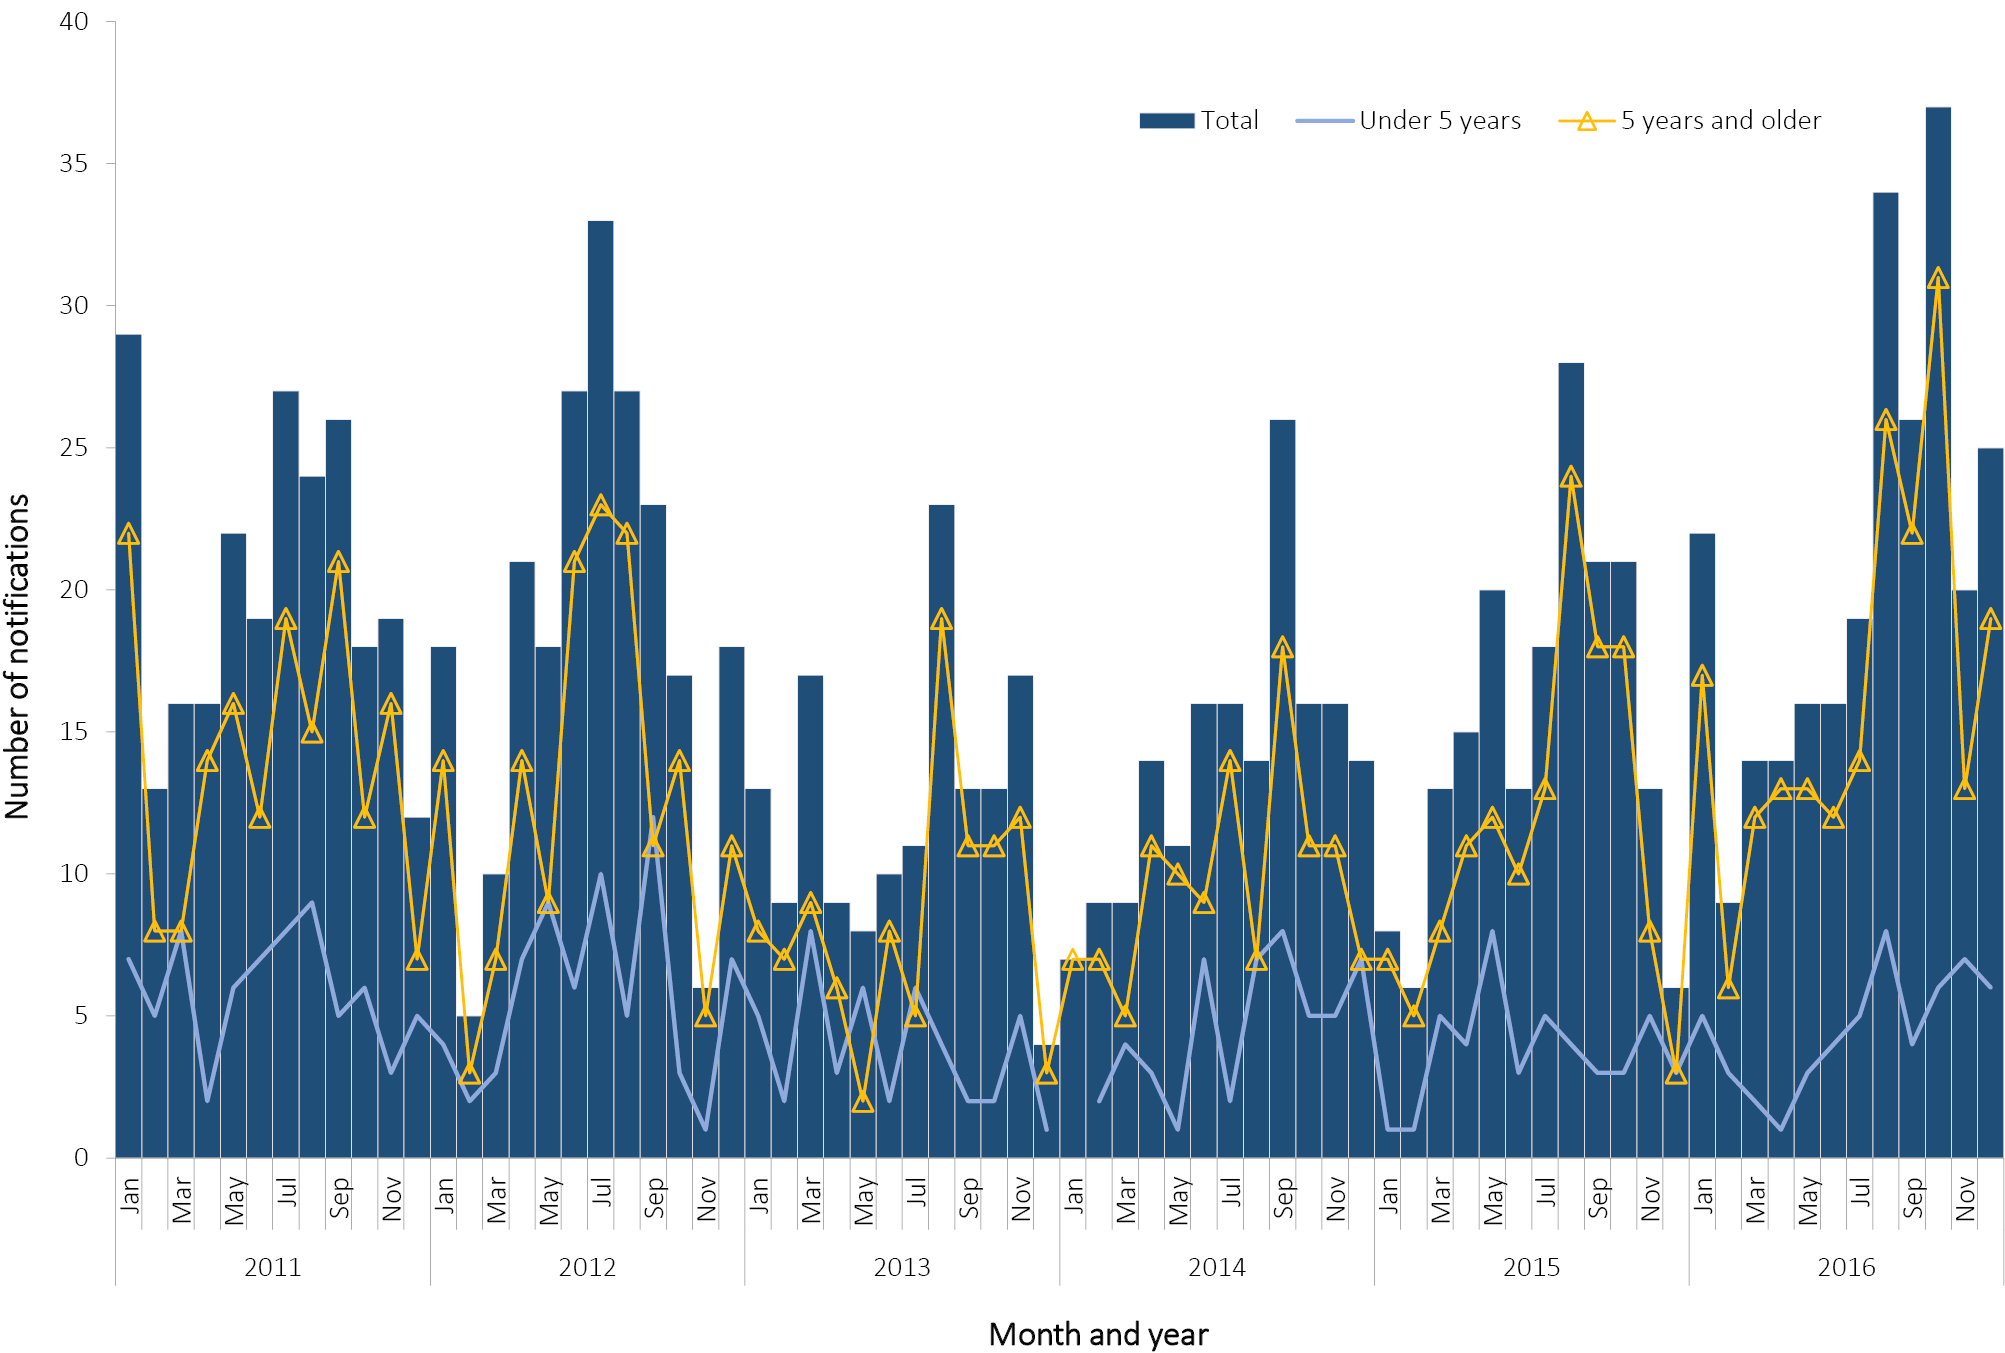 40
Total
Under 5 years
5 years and older
35
30
25
20
15
10
5
0
Number of notifications
Jan Mar May Jul Sep Nov Jan Mar May Jul Sep Nov Jan Mar May Jul Sep Nov Jan Mar May Jul Sep Nov Jan Mar May Jul Sep Nov Jan Mar May Jul Sep Nov
2011 2012 2013 2014 2015 2016
Month and year